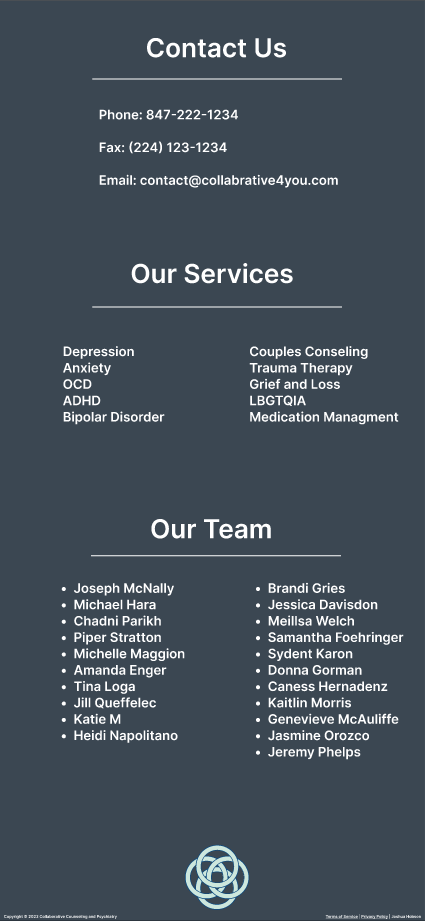 Contact Us
Phone: 847-222-1234
Fax: (224) 123-1234
Email: contact@collabrative4you.com
Our Services
Depression
Anxiety
OCD
ADHD
Bipolar Disorder
Couples Conseling
Trauma Therapy
Grief and Loss
LBGTQIA
Medication Managment
Our Team
• Joseph McNally
• Michael Hara
• Chadni Parikh
• Piper Stratton
• Michelle Maggion
• Amanda Enger
• Tina Loga
• Jill Queffelec
• Katie M
• Heidi Napolitano
• Brandi Gries
• Jessica Davisdon
• Meillsa Welch
• Samantha Foehringer
• Sydent Karon
• Donna Gorman
• Caness Hernadenz
• Kaitlin Morris
• Genevieve McAuliffe
• Jasmine Orozco
• Jeremy Phelps
Copyright © 2023 Collaborative Counseling and Psychiatry
Terms of Service | Privacy Policy | Joshua